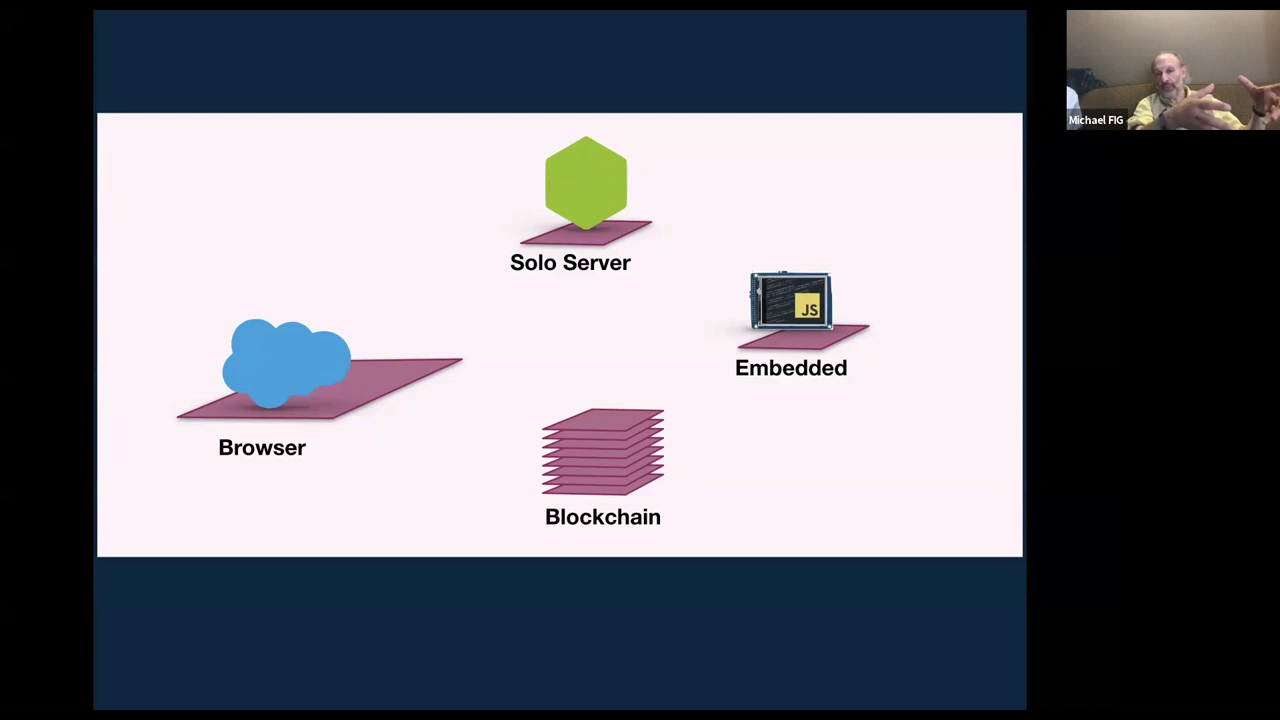 Solo Server
JS
Embedded
Browser
Blockchain
Michael FIG